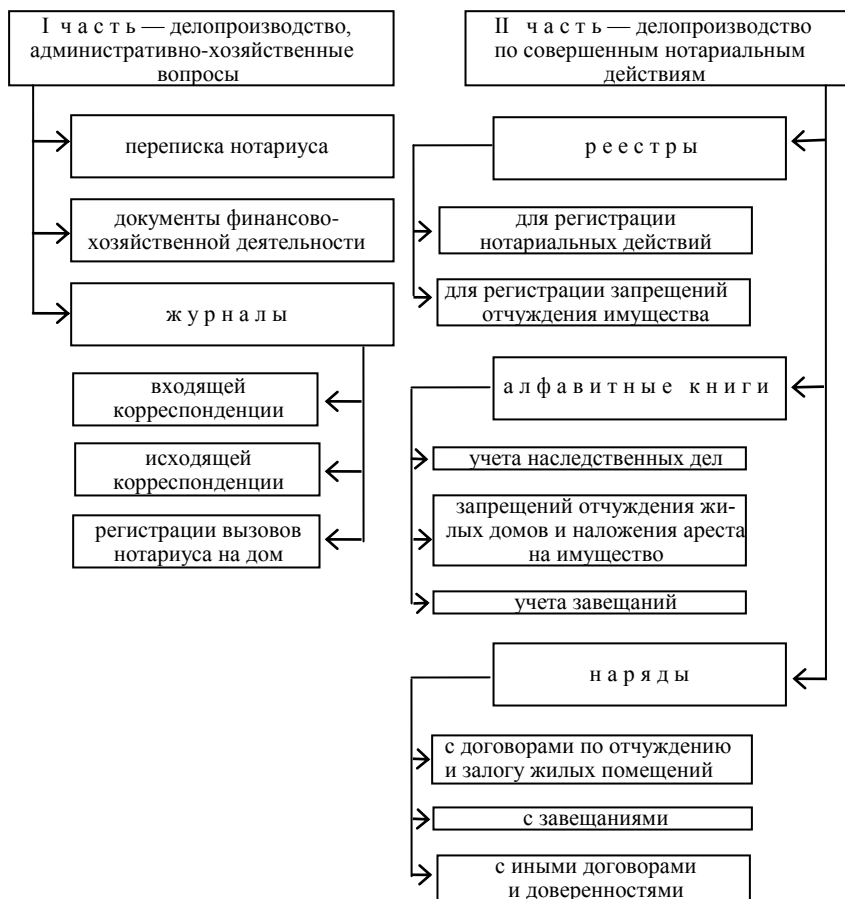 I ч а с т ь — делопроизводство,
административно-хозяйственные
вопросы
переписка нотариуса
документы финансово-
хозяйственной деятельности
ж у р н а л ы
входящей
корреспонденции
исходящей
корреспонденции
регистрации вызовов
нотариуса на дом
II ч а с т ь — делопроизводство
по совершенным нотариальным
действиям
р е е с т р ы
для регистрации
нотариальных действий
для регистрации запрещений
отчуждения имущества
а л ф а в и т н ы е к н и г и
учета наследственных дел
запрещений отчуждения жи-
лых домов и наложения ареста
на имущество
учета завещаний
н а р я д ы
с договорами по отчуждению
и залогу жилых помещений
с завещаниями
с иными договорами
и доверенностями